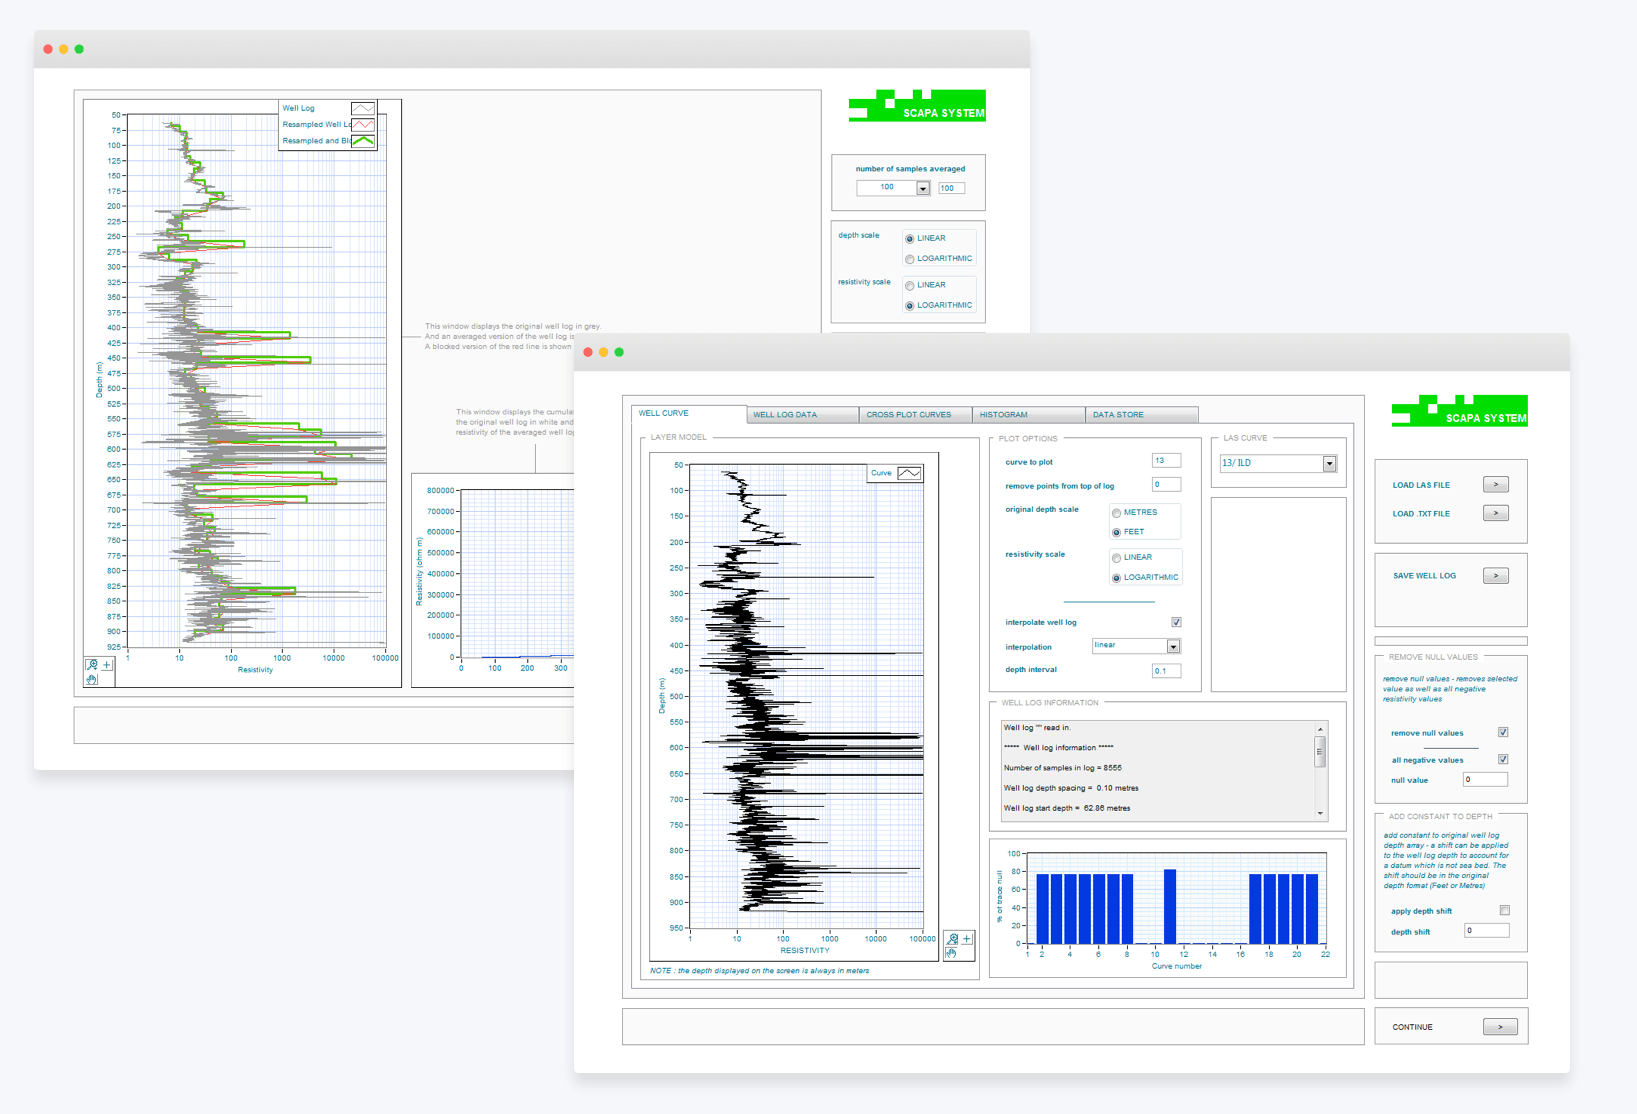 SCAPA SYSTEM
Well Log
Resampled Well Lo
Resampled and Blo
50
75
100
125
150
175
200
225
250
275
300
325
350
375
400
425
450
475
500
525
550
575
600
625
650
675
700
725
750
775
800
825
850
875
900
925
Depth (m)
1 10 100 1000 10000 100000
Resistivity
number of samples averaged
100 100
depth scale
LINEAR
LOGARITHMIC
resistivity scale
LINEAR
LOGARITHMIC
This window displays the original well log in grey.
And an averaged version of the well log is
A blocked version of the red line is shown
This window displays the cumula
the original well log in white and
resistivity of the averaged well log
800000
700000
600000
500000
400000
300000
200000
100000
0
Resistivity (ohm m)
0 100 200 300
SCAPA SYSTEM
WELL CURVE WELL LOG DATA CROSS PLOT CURVES HISTOGRAM DATA STORE
LAYER MODEL
Curve
50
100
150
200
250
300
350
400
450
500
550
600
650
700
750
800
850
900
950
Depth (m)
1 10 100 1000 10000 100000
RESISTIVITY
NOTE : the depth displayed on the screen is always in meters
PLOT OPTIONS
curve to plot 13
remove points from top of log 0
original depth scale
METRES
FEET
resistivity scale
LINEAR
LOGARITHMIC
interpolate well log
interpolation linear
depth interval 0.1
LAS CURVE
13/ ILD
WELL LOG INFORMATION
Well log "" read in.
***** Well log information *****
Number of samples in log = 8555
Well log depth spacing = 0.10 metres
Well log start depth = 62.86 metres
100
80
60
40
20
0
% of trace null
1 2 4 6 8 10 12 14 16 18 20 22
Curve number
LOAD LAS FILE >
LOAD .TXT FILE >
SAVE WELL LOG >
REMOVE NULL VALUES
remove null values - removes selected
value as well as all negative
resistivity values
remove null values
all negative values
null value 0
ADD CONSTANT TO DEPTH
add constant to original well log
depth array - a shift can be applied
to the well log depth to account for
a datum which is not sea bed. The
shift should be in the original
depth format (Feet or Metres)
apply depth shift
depth shift 0
CONTINUE >